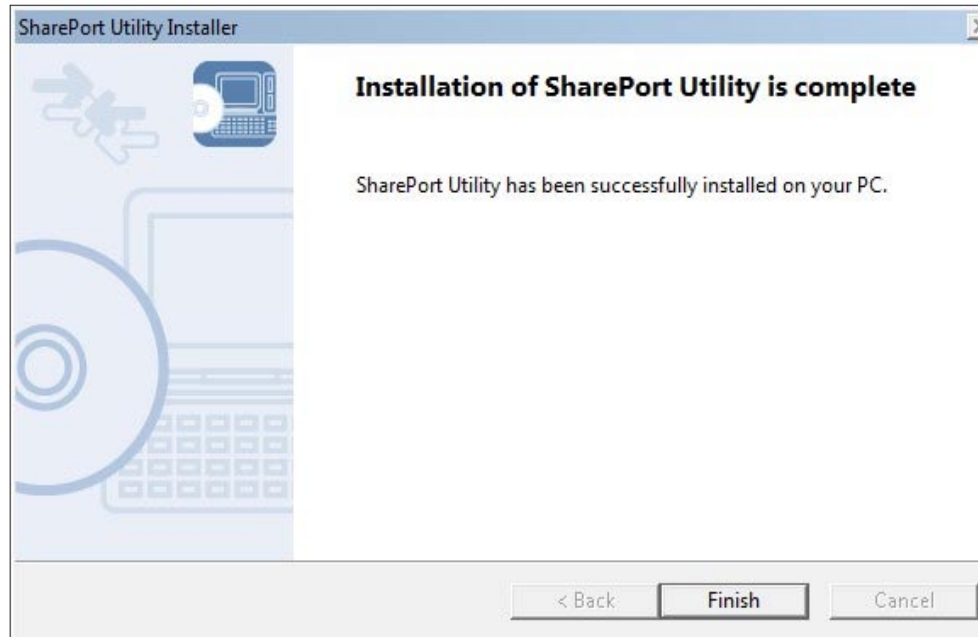 SharePort Utility Installer
Installation of SharePort Utility is complete
SharePort Utility has been successfully installed on your PC.
< Back
Finish
Cancel